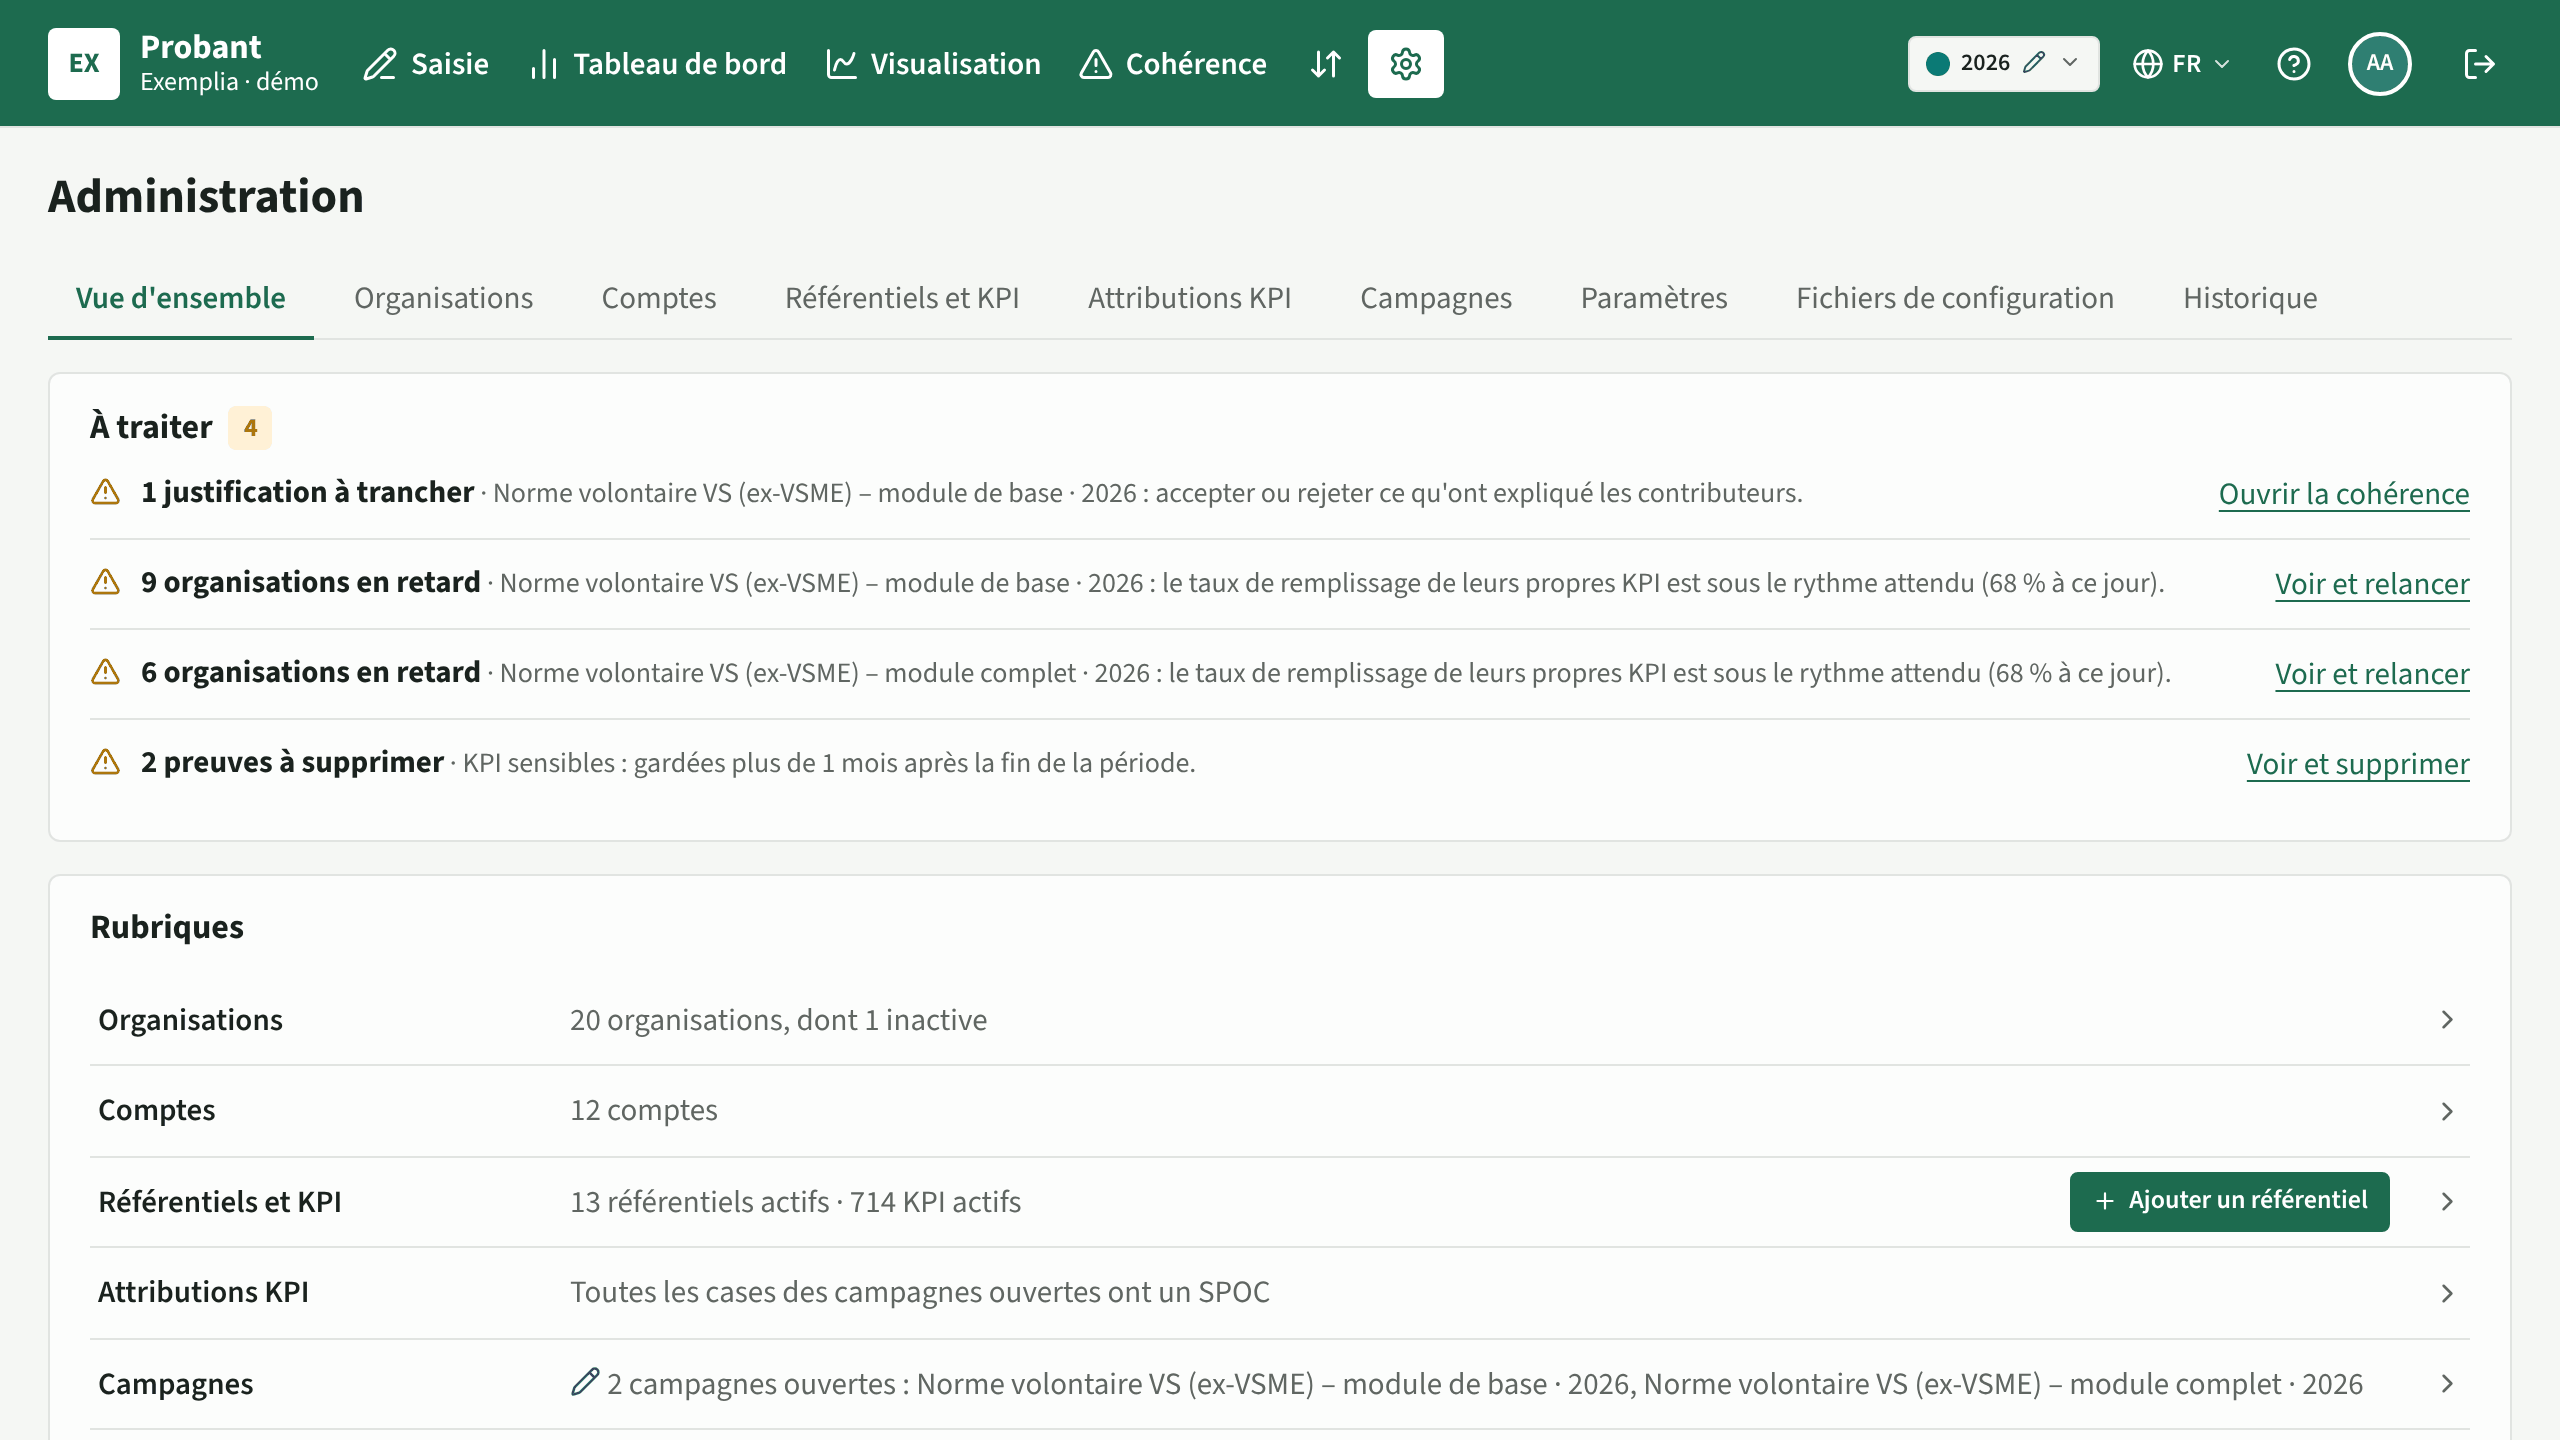 EX
Probant
Exemplia · démo
Saisie
Tableau de bord
Visualisation
Cohérence
2026
FR
AA
Administration
Vue d'ensemble
Organisations
Comptes
Référentiels et KPI
Attributions KPI
Campagnes
Paramètres
Fichiers de configuration
Historique
À traiter 4
1 justification à trancher · Norme volontaire VS (ex-VSME) – module de base · 2026 : accepter ou rejeter ce qu'ont expliqué les contributeurs. Ouvrir la cohérence
9 organisations en retard · Norme volontaire VS (ex-VSME) – module de base · 2026 : le taux de remplissage de leurs propres KPI est sous le rythme attendu (68 % à ce jour). Voir et relancer
6 organisations en retard · Norme volontaire VS (ex-VSME) – module complet · 2026 : le taux de remplissage de leurs propres KPI est sous le rythme attendu (68 % à ce jour). Voir et relancer
2 preuves à supprimer · KPI sensibles : gardées plus de 1 mois après la fin de la période. Voir et supprimer
Rubriques
Organisations 20 organisations, dont 1 inactive
Comptes 12 comptes
Référentiels et KPI 13 référentiels actifs · 714 KPI actifs + Ajouter un référentiel
Attributions KPI Toutes les cases des campagnes ouvertes ont un SPOC
Campagnes 2 campagnes ouvertes : Norme volontaire VS (ex-VSME) – module de base · 2026, Norme volontaire VS (ex-VSME) – module complet · 2026